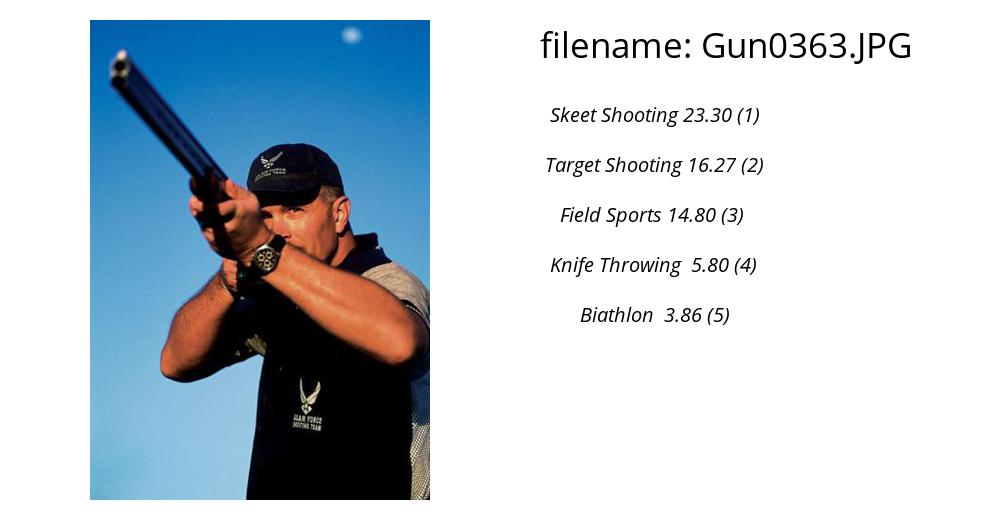 filename: Gun0363.JPG
Skeet Shooting 23.30 (1)
Target Shooting 16.27 (2)
Field Sports 14.80 (3)
Knife Throwing 5.80 (4)
Biathlon 3.86 (5)
AIR FORCE
SHOOTING TEAM